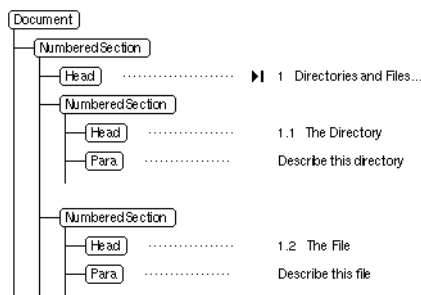 Document
NumberedSection
Head 1 Directories and Files...
NumberedSection
Head 1.1 The Directory
Para Describe this directory
NumberedSection
Head 1.2 The File
Para Describe this file